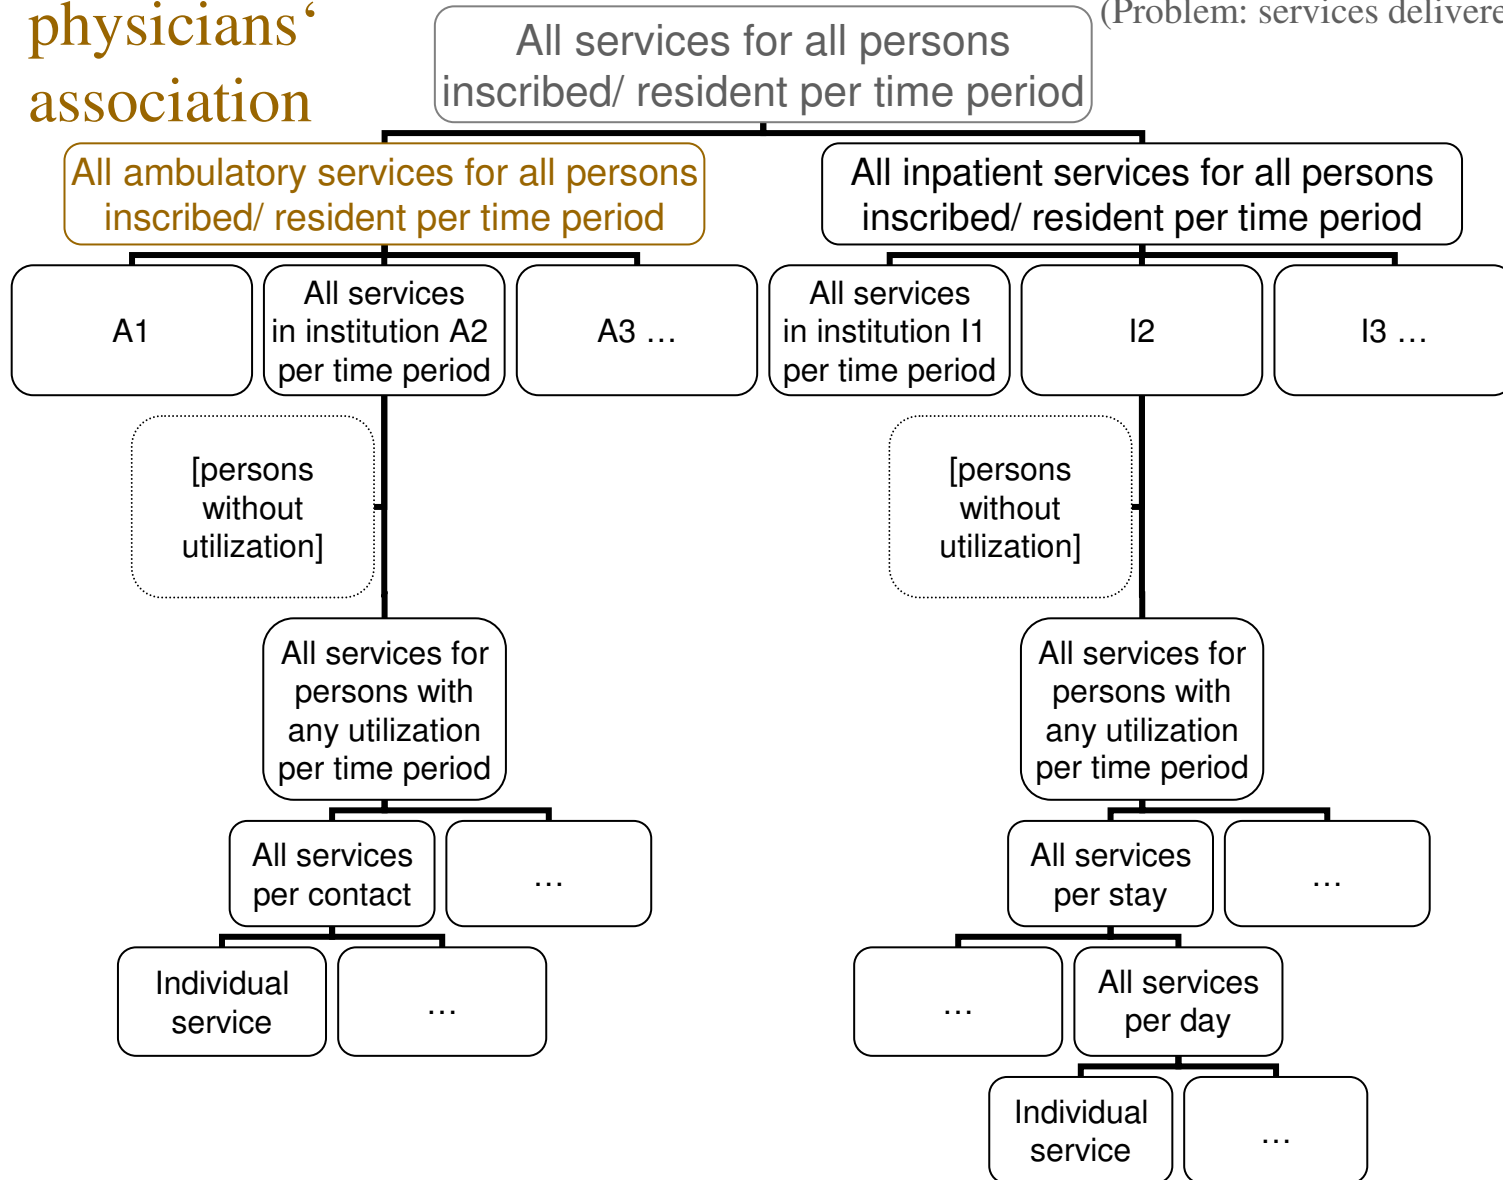 physicians‘
association
(Problem: services delivere
All services for all persons
inscribed/ resident per time period
All ambulatory services for all persons
inscribed/ resident per time period
All inpatient services for all persons
inscribed/ resident per time period
A1
All services
in institution A2
per time period
A3 …
All services
in institution I1
per time period
I2
I3 …
[persons
without
utilization]
[persons
without
utilization]
All services for
persons with
any utilization
per time period
All services for
persons with
any utilization
per time period
All services
per contact
…
All services
per stay
…
Individual
service
…
…
All services
per day
Individual
service
…